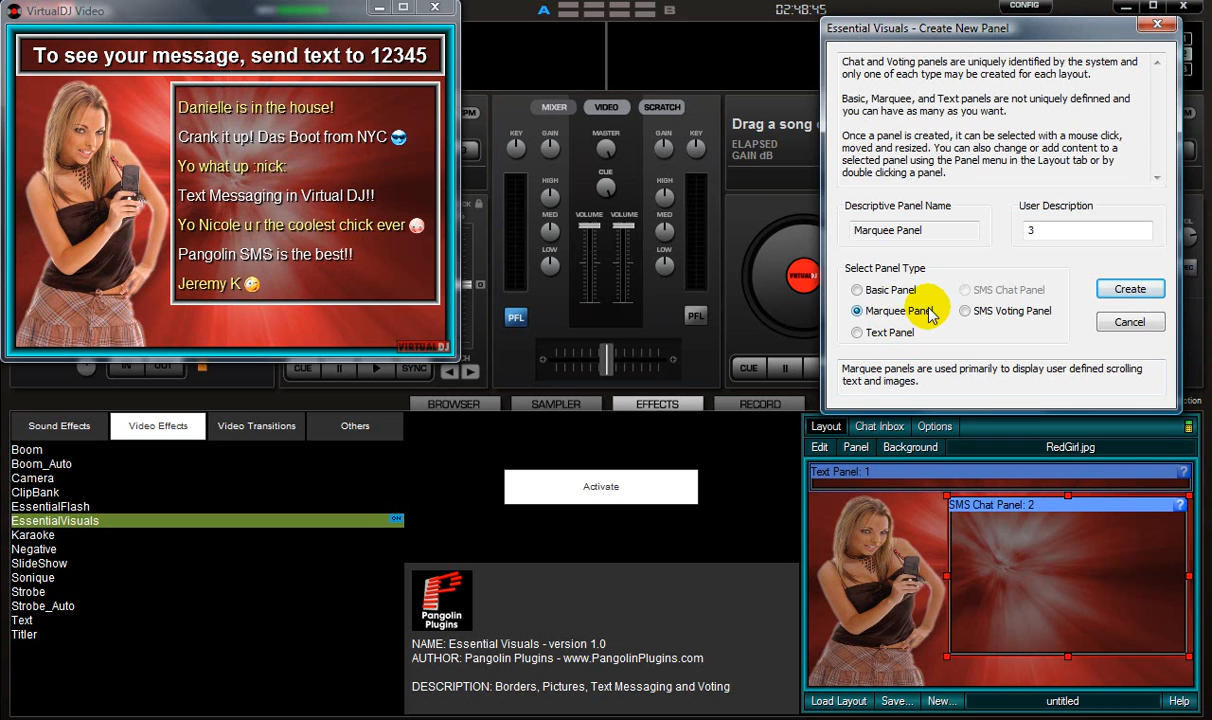 VirtualDJ Video
To see your message, send text to 12345
Danielle is in the house!
Crank it up! Das Boot from NYC
Yo what up :nick:
Text Messaging in Virtual DJ!!
Yo Nicole u r the coolest chick ever
Pangolin SMS is the best!!
Jeremy K
VIRTUALDJ
A
B
02:48:45
CONFIG
MIXER
VIDEO
SCRATCH
KEY
GAIN
MASTER
GAIN
KEY
CUE
HIGH
HIGH
VOLUME
VOLUME
MED
MED
LOW
LOW
PFL
PFL
Drag a song
ELAPSED
GAIN dB
VIRTUALDJ
IN
OUT
CUE
SYNC
CUE
Essential Visuals - Create New Panel
Chat and Voting panels are uniquely identified by the system and
only one of each type may be created for each layout.
Basic, Marquee, and Text panels are not uniquely definned and
you can have as many as you want.
Once a panel is created, it can be selected with a mouse click,
moved and resized. You can also change or add content to a
selected panel using the Panel menu in the Layout tab or by
double clicking a panel.
Descriptive Panel Name
User Description
Marquee Panel
3
Select Panel Type
Basic Panel
SMS Chat Panel
Create
Marquee Panel
SMS Voting Panel
Cancel
Text Panel
Marquee panels are used primarily to display user defined scrolling
text and images.
BROWSER
SAMPLER
EFFECTS
RECORD
Sound Effects
Video Effects
Video Transitions
Others
Boom
Boom_Auto
Camera
ClipBank
EssentialFlash
EssentialVisuals
ON
Karaoke
Negative
SlideShow
Sonique
Strobe
Strobe_Auto
Text
Titler
Activate
Pangolin
Plugins
NAME: Essential Visuals - version 1.0
AUTHOR: Pangolin Plugins - www.PangolinPlugins.com
DESCRIPTION: Borders, Pictures, Text Messaging and Voting
Layout
Chat Inbox
Options
Edit
Panel
Background
RedGirl.jpg
Text Panel: 1
?
SMS Chat Panel: 2
?
Load Layout
Save...
New...
untitled
Help